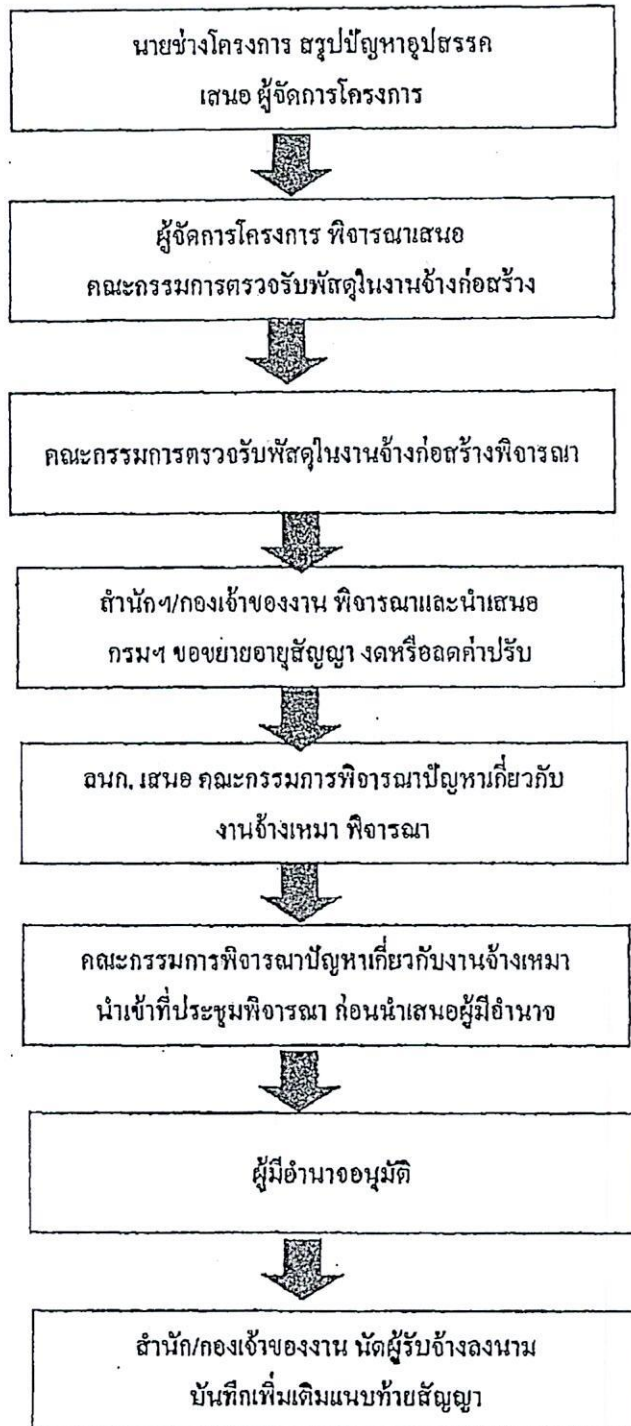 นายช่างโครงการ สรุปปัญหาอุปสรรค
เสนอ ผู้จัดการโครงการ
ผู้จัดการโครงการ พิจารณาเสนอ
คณะกรรมการตรวจรับพัสดุในงานจ้างก่อสร้าง
คณะกรรมการตรวจรับพัสดุในงานจ้างก่อสร้างพิจารณา
สำนักฯ/กองเจ้าของงาน พิจารณาและนำเสนอ
กรมฯ ขอขยายอายุสัญญา งดหรือลดค่าปรับ
ลนก. เสนอ คณะกรรมการพิจารณาปัญหาเกี่ยวกับ
งานจ้างเหมา พิจารณา
คณะกรรมการพิจารณาปัญหาเกี่ยวกับงานจ้างเหมา
นำเข้าที่ประชุมพิจารณา ก่อนนำเสนอผู้มีอำนาจ
ผู้มีอำนาจอนุมัติ
สำนัก/กองเจ้าของงาน นัดผู้รับจ้างลงนาม
บันทึกเพิ่มเติมแนบท้ายสัญญา